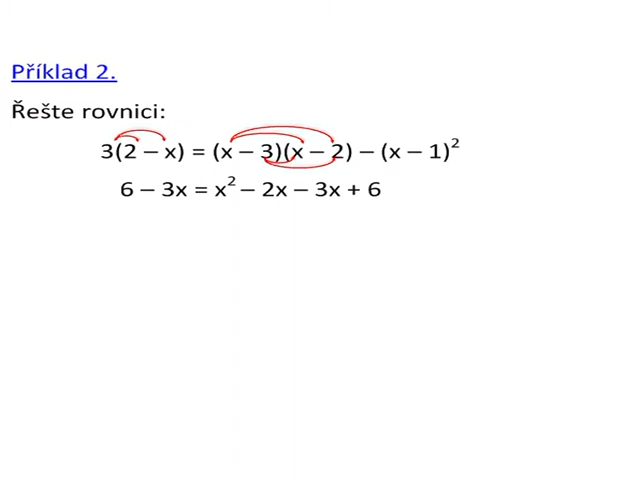 Příklad 2.
Řešte rovnici:
3(2 − x) = (x − 3)(x − 2) − (x − 1)²
6 − 3x = x² − 2x − 3x + 6